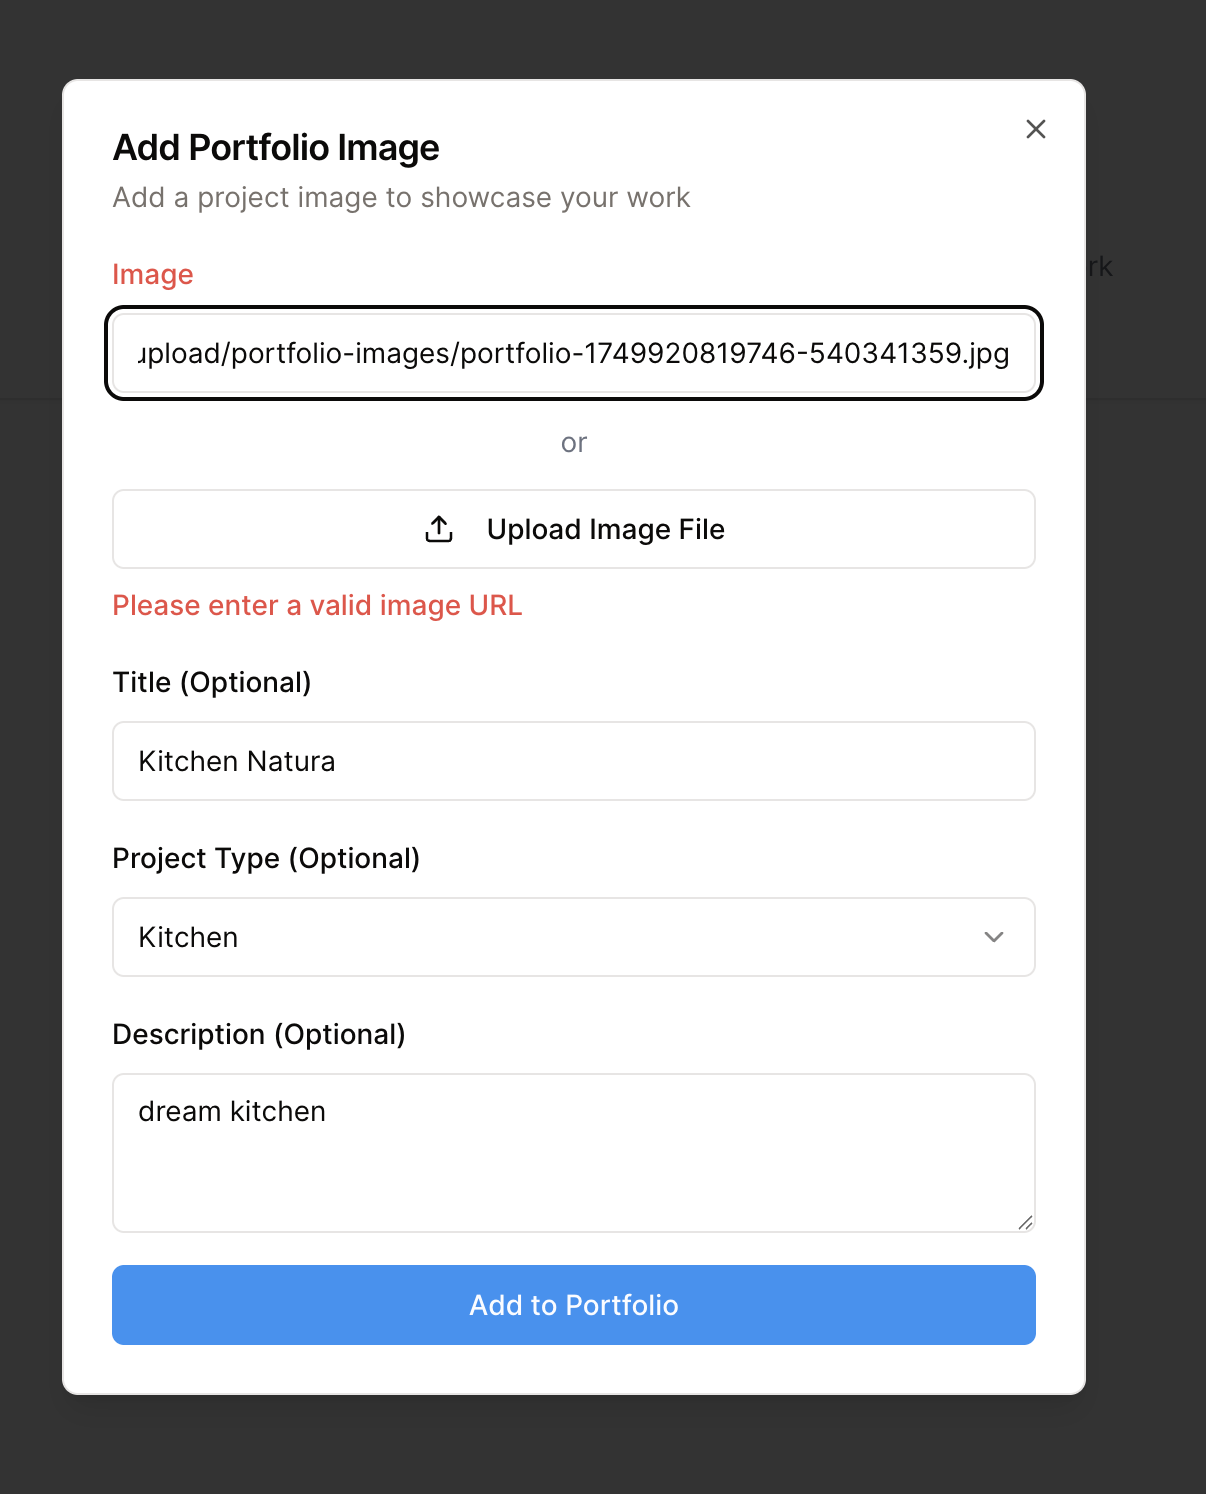 Add Portfolio Image
Add a project image to showcase your work
Image
upload/portfolio-images/portfolio-1749920819746-540341359.jpg
or
Upload Image File
Please enter a valid image URL
Title (Optional)
Kitchen Natura
Project Type (Optional)
Kitchen
Description (Optional)
dream kitchen
Add to Portfolio